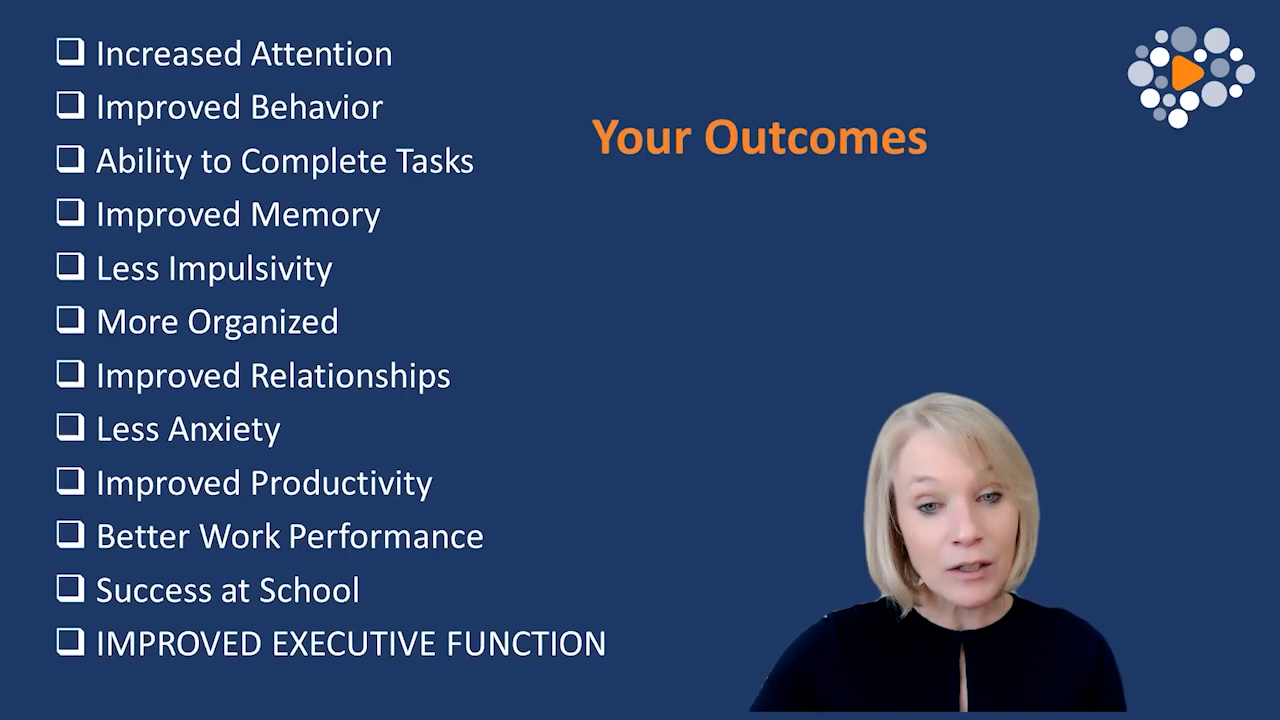 Increased Attention
Improved Behavior
Ability to Complete Tasks
Improved Memory
Less Impulsivity
More Organized
Improved Relationships
Less Anxiety
Improved Productivity
Better Work Performance
Success at School
IMPROVED EXECUTIVE FUNCTION
Your Outcomes